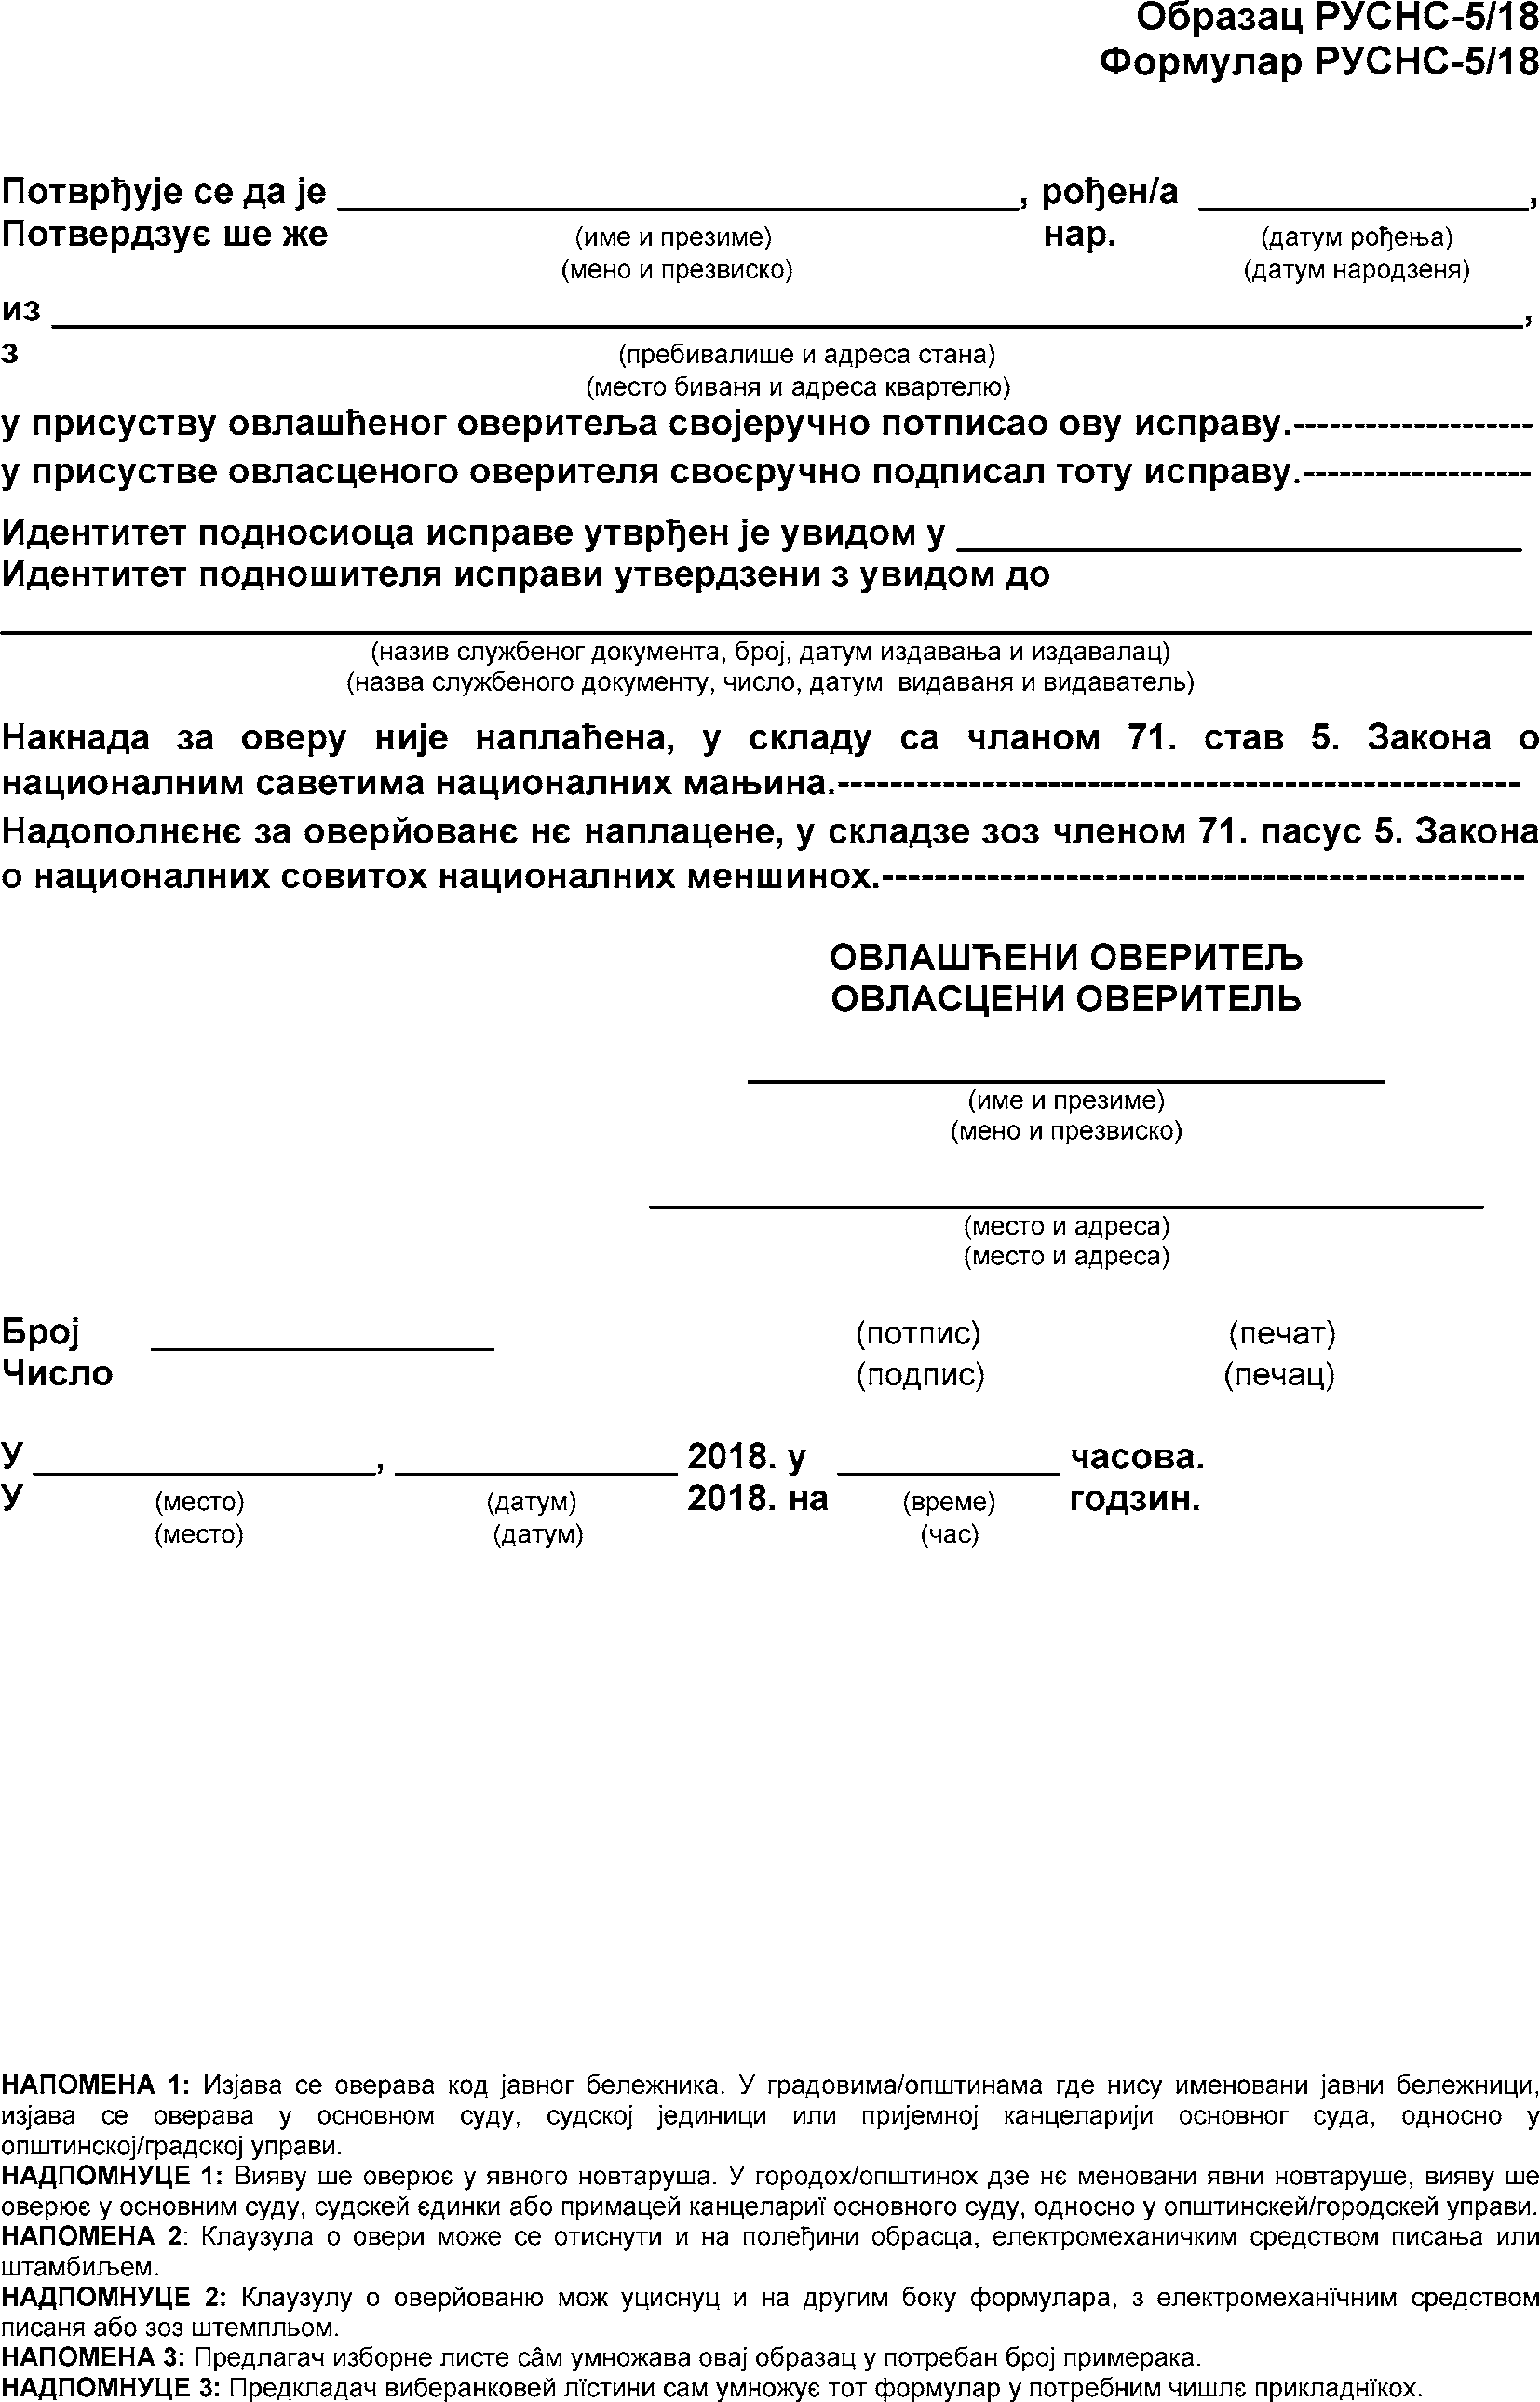 Образац РУСНС-5/18
Формулар РУСНС-5/18
Потврђује се да је ____________________, рођен/а ____________________,
Потвердзує ше же (име и презиме) нар. (датум рођења)
(мено и презвиско) (датум народзеня)
из ____________________,
з (пребивалише и адреса стана)
(место биваня и адреса квартелю)
у присуству овлашћеног оверитеља својеручно потписао ову исправу.--------------------
у присустве овласценого оверителя своєручно подписал тоту исправу.-------------------
Идентитет подносиоца исправе утврђен је увидом у ____________________
Идентитет подношителя исправи утвердзени з увидом до
____________________
(назив службеног документа, број, датум издавања и издавалац)
(назва службеного документу, число, датум видаваня и видаватель)
Накнада за оверу није наплаћена, у складу са чланом 71. став 5. Закона о
националним саветима националних мањина.----------------------------------------------------
Надополнєнє за оверйованє нє наплацене, у складзе зоз членом 71. пасус 5. Закона
о националних совитох националних меншинох.-------------------------------------------------
ОВЛАШЋЕНИ ОВЕРИТЕЉ
ОВЛАСЦЕНИ ОВЕРИТЕЛЬ
____________________
(име и презиме)
(мено и презвиско)
____________________
(место и адреса)
(место и адреса)
Број ____________________ (потпис) (печат)
Число (подпис) (печац)
У ____________________, ____________________ 2018. у ____________________ часова.
У (место) (датум) 2018. на (време) годзин.
(место) (датум) (час)
НАПОМЕНА 1: Изјава се оверава код јавног бележника. У градовима/општинама где нису именовани јавни бележници,
изјава се оверава у основном суду, судској јединици или пријемној канцеларији основног суда, односно у
општинској/градској управи.
НАДПОМНУЦЕ 1: Вияву ше оверює у явного новтаруша. У городох/општинох дзе нє меновани явни новтаруше, вияву ше
оверює у основним суду, судскей єдинки або примацей канцелариї основного суду, односно у општинскей/городскей управи.
НАПОМЕНА 2: Клаузула о овери може се отиснути и на полеђини обрасца, електромеханичким средством писања или
штамбиљем.
НАДПОМНУЦЕ 2: Клаузулу о оверйованю мож уциснуц и на другим боку формулара, з електромеханїчним средством
писаня або зоз штемпльом.
НАПОМЕНА 3: Предлагач изборне листе сâм умножава овај образац у потребан број примерака.
НАДПОМНУЦЕ 3: Предкладач виберанковей лїстини сам умножує тот формулар у потребним чишлє прикладнїкох.